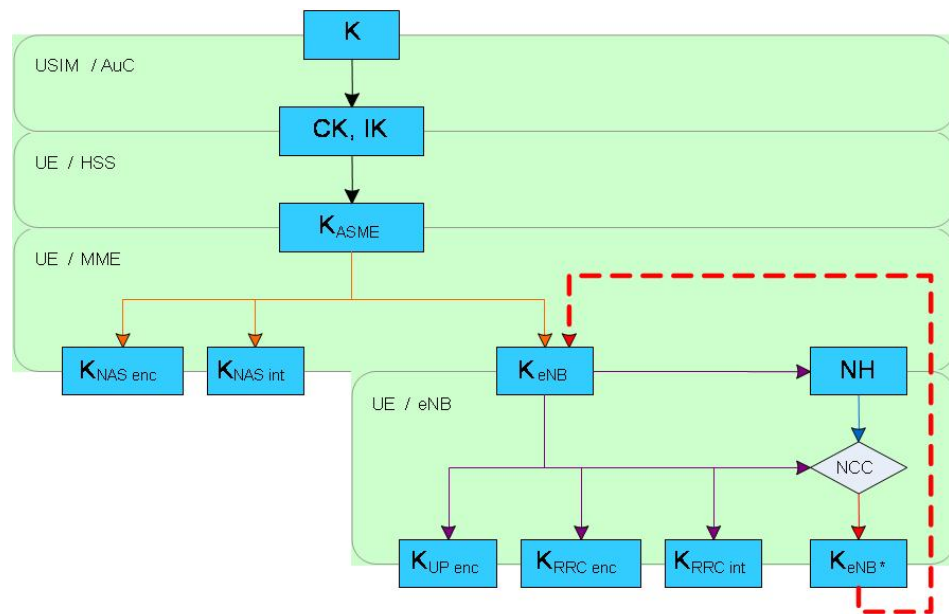 K
USIM / AuC
CK, IK
UE / HSS
KASME
UE / MME
KNAS enc
KNAS int
KeNB
NH
UE / eNB
NCC
KUP enc
KRRC enc
KRRC int
KeNB*